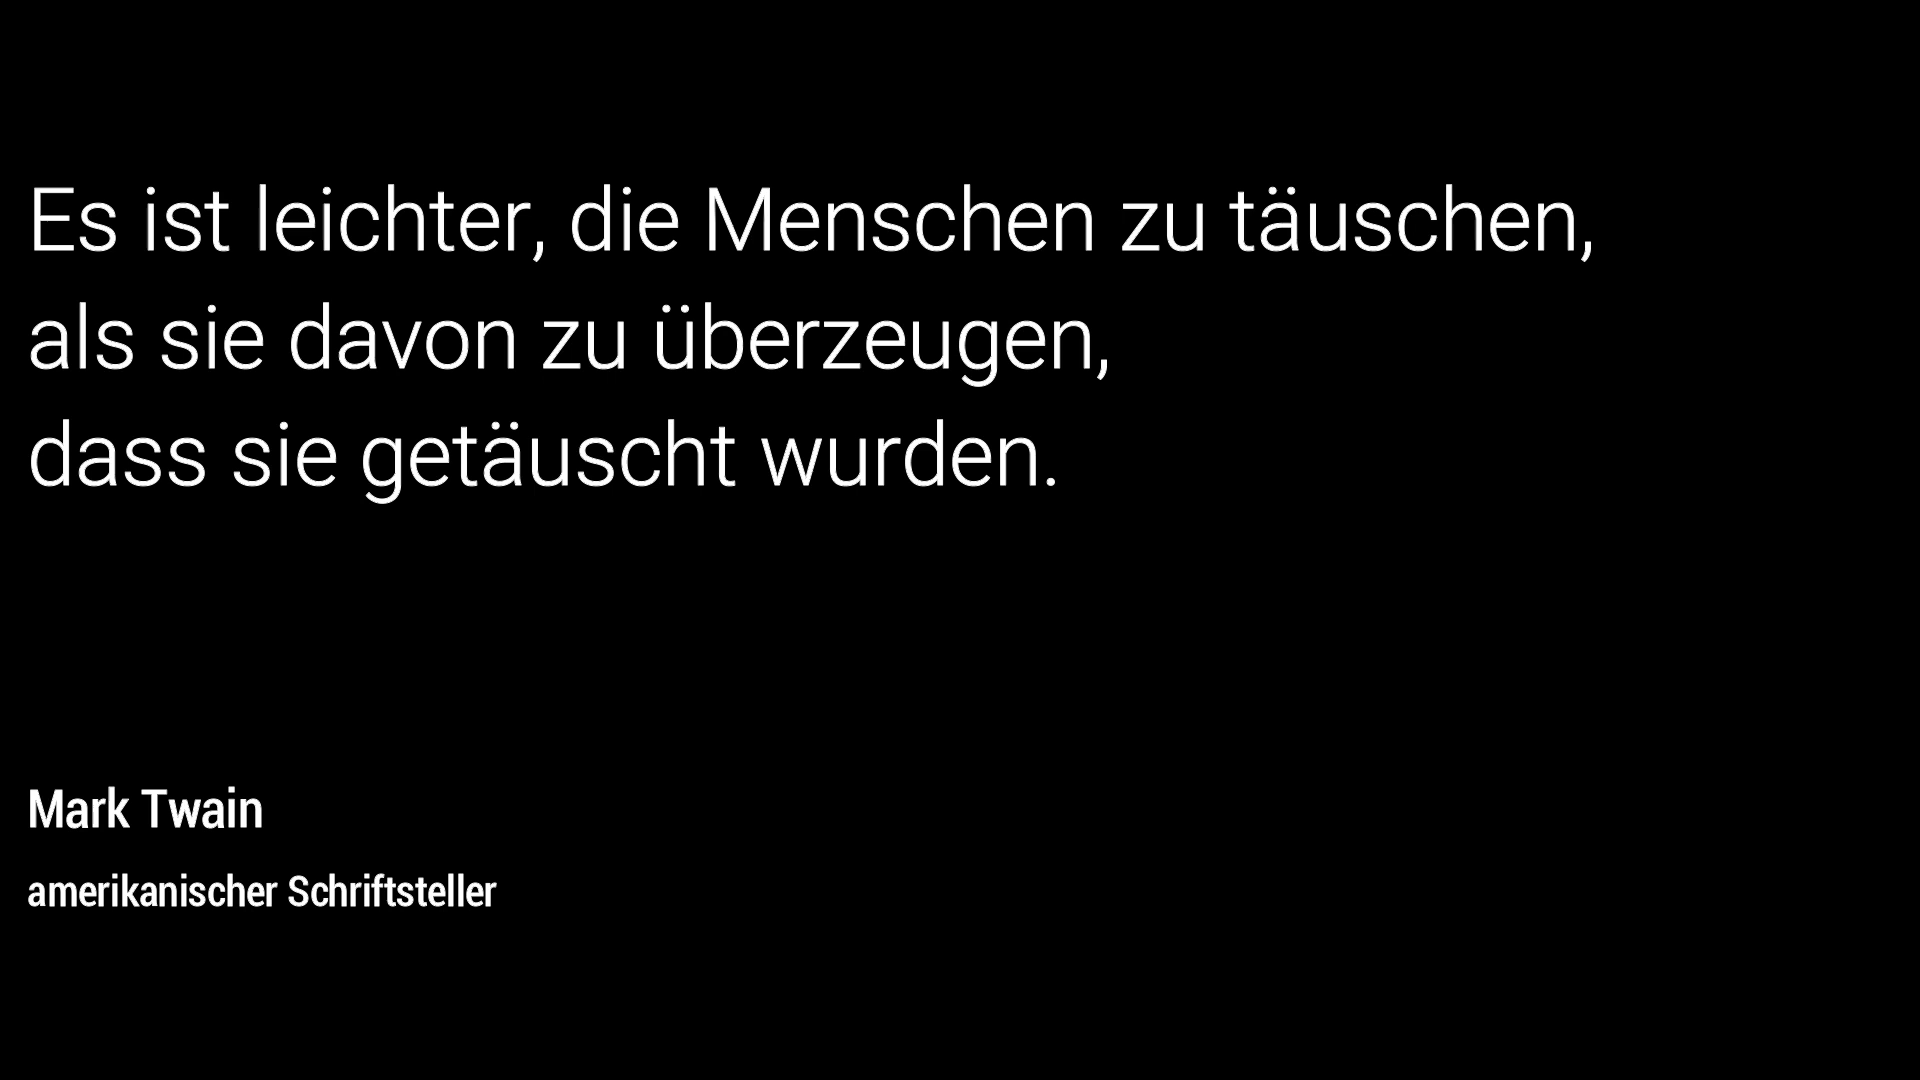 Es ist leichter, die Menschen zu täuschen,
als sie davon zu überzeugen,
dass sie getäuscht wurden.
Mark Twain
amerikanischer Schriftsteller